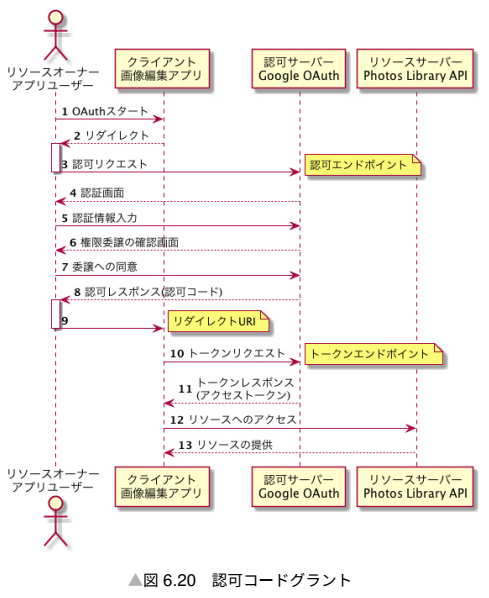 リソースオーナー
アプリユーザー
クライアント
画像編集アプリ
認可サーバー
Google OAuth
リソースサーバー
Photos Library API
1 OAuthスタート
2 リダイレクト
3 認可リクエスト
認可エンドポイント
4 認証画面
5 認証情報入力
6 権限委譲の確認画面
7 委譲への同意
8 認可レスポンス(認可コード)
9
リダイレクトURI
10 トークンリクエスト
トークンエンドポイント
11 トークンレスポンス
(アクセストークン)
12 リソースへのアクセス
13 リソースの提供
リソースオーナー
アプリユーザー
クライアント
画像編集アプリ
認可サーバー
Google OAuth
リソースサーバー
Photos Library API
▲図 6.20　認可コードグラント